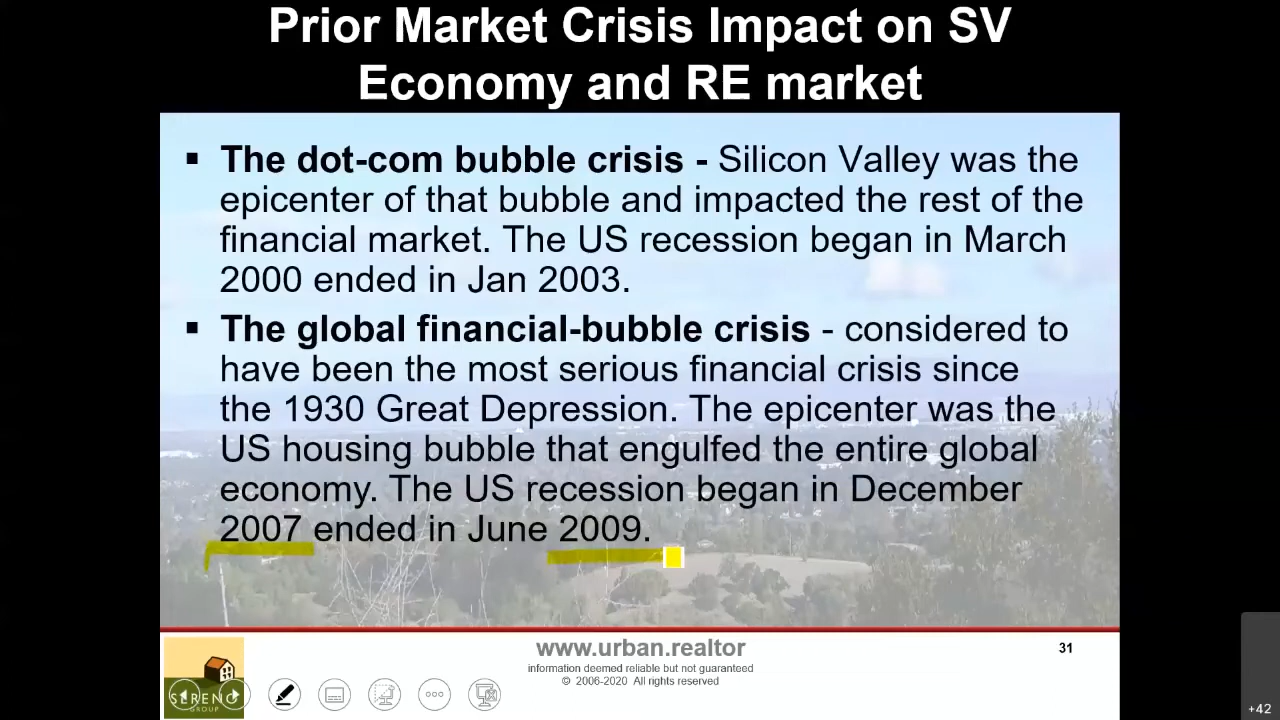 Prior Market Crisis Impact on SV
Economy and RE market
▪ The dot-com bubble crisis - Silicon Valley was the
epicenter of that bubble and impacted the rest of the
financial market. The US recession began in March
2000 ended in Jan 2003.
▪ The global financial-bubble crisis - considered to
have been the most serious financial crisis since
the 1930 Great Depression. The epicenter was the
US housing bubble that engulfed the entire global
economy. The US recession began in December
2007 ended in June 2009.
www.urban.realtor
31
information deemed reliable but not guaranteed
© 2006-2020 All rights reserved
SERENO
GROUP
+42